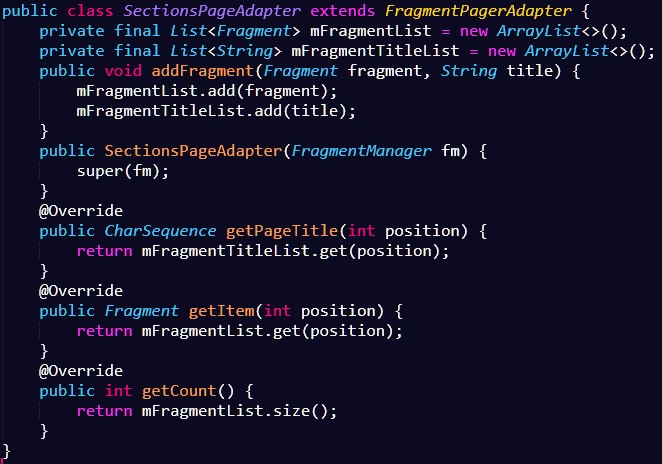 public class SectionsPageAdapter extends FragmentPagerAdapter {
    private final List<Fragment> mFragmentList = new ArrayList<>();
    private final List<String> mFragmentTitleList = new ArrayList<>();
    public void addFragment(Fragment fragment, String title) {
        mFragmentList.add(fragment);
        mFragmentTitleList.add(title);
    }
    public SectionsPageAdapter(FragmentManager fm) {
        super(fm);
    }
    @Override
    public CharSequence getPageTitle(int position) {
        return mFragmentTitleList.get(position);
    }
    @Override
    public Fragment getItem(int position) {
        return mFragmentList.get(position);
    }
    @Override
    public int getCount() {
        return mFragmentList.size();
    }
}